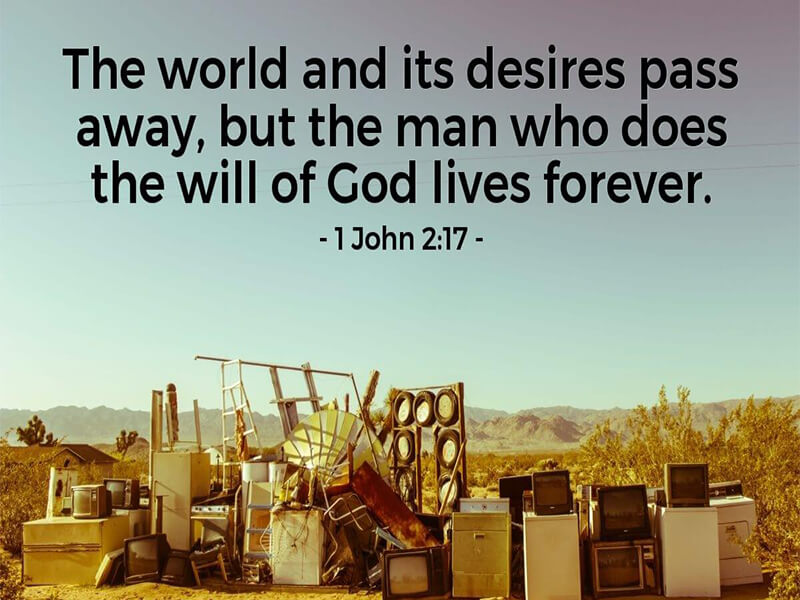 The world and its desires pass
away, but the man who does
the will of God lives forever.
- 1 John 2:17 -